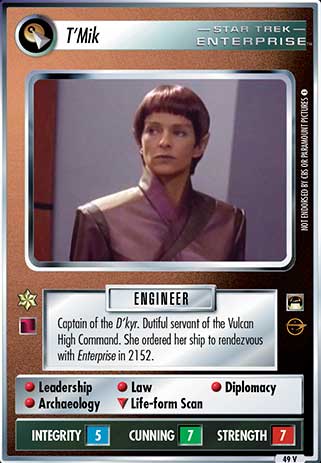 T'Mik
STAR TREK
ENTERPRISE™
NOT ENDORSED BY CBS OR PARAMOUNT PICTURES
ENGINEER
Captain of the D'kyr. Dutiful servant of the Vulcan
High Command. She ordered her ship to rendezvous
with Enterprise in 2152.
Leadership Law Diplomacy
Archaeology Life-form Scan
INTEGRITY 5 CUNNING 7 STRENGTH 7
49 V